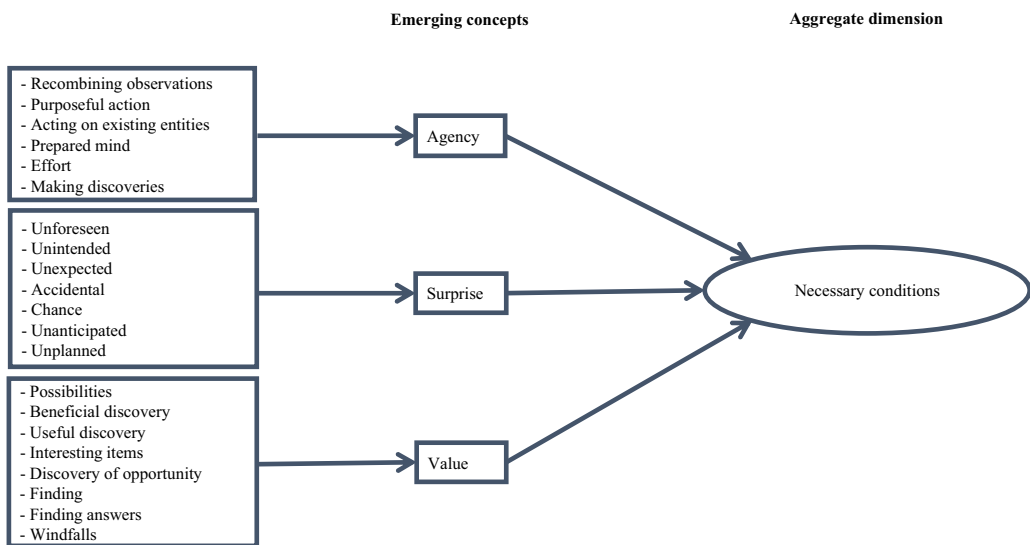 Emerging concepts
Aggregate dimension
- Recombining observations
- Purposeful action
- Acting on existing entities
- Prepared mind
- Effort
- Making discoveries
Agency
- Unforeseen
- Unintended
- Unexpected
- Accidental
- Chance
- Unanticipated
- Unplanned
Surprise
Necessary conditions
- Possibilities
- Beneficial discovery
- Useful discovery
- Interesting items
- Discovery of opportunity
- Finding
- Finding answers
- Windfalls
Value